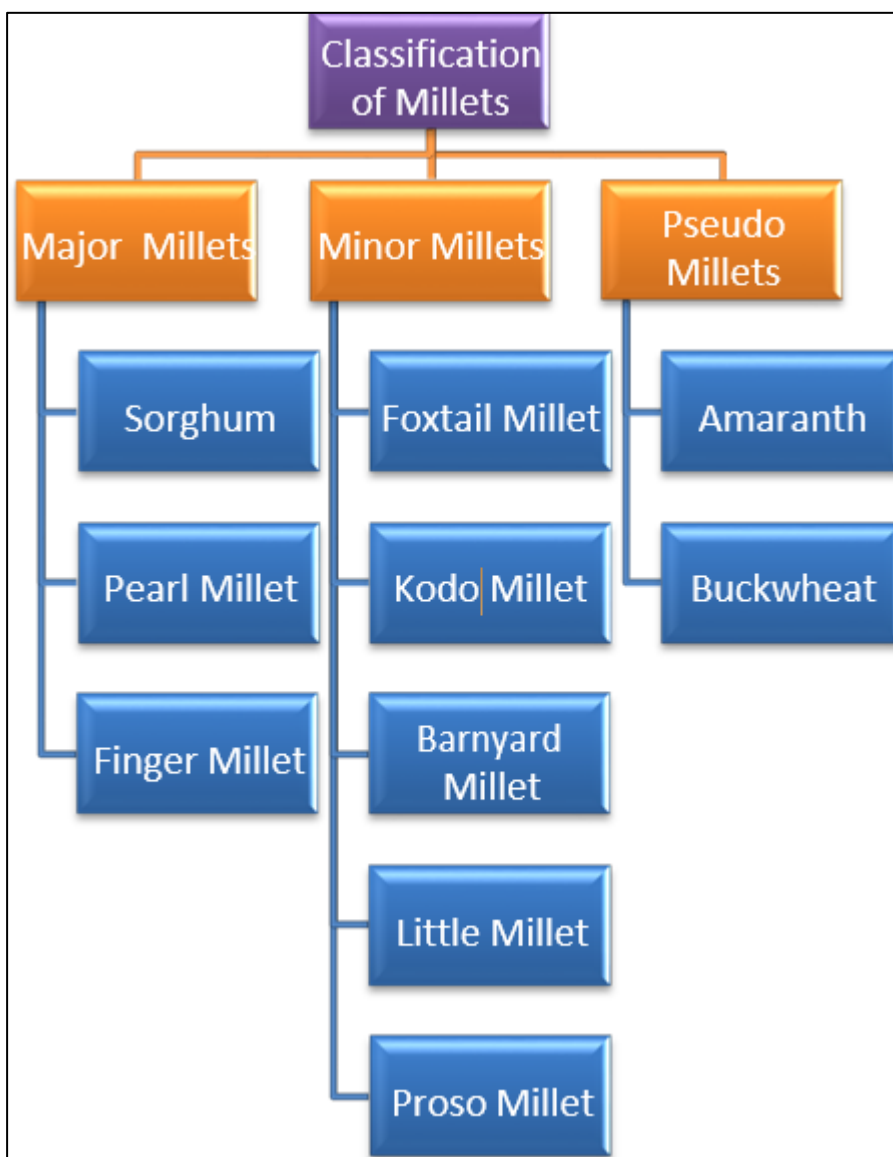 Classification
of Millets
Major Millets
Minor Millets
Pseudo
Millets
Sorghum
Foxtail Millet
Amaranth
Pearl Millet
Kodo Millet
Buckwheat
Finger Millet
Barnyard
Millet
Little Millet
Proso Millet